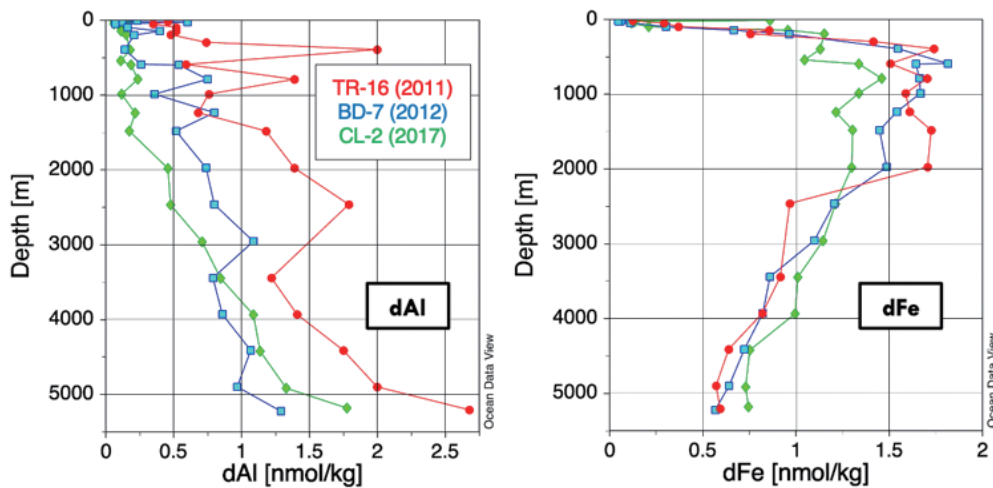 0
1000
2000
3000
4000
5000
Depth [m]
TR-16 (2011)
BD-7 (2012)
CL-2 (2017)
dAl
Ocean Data View
0
0.5
1
1.5
2
2.5
dAl [nmol/kg]
0
1000
2000
3000
4000
5000
Depth [m]
dFe
Ocean Data View
0
0.5
1
1.5
2
dFe [nmol/kg]